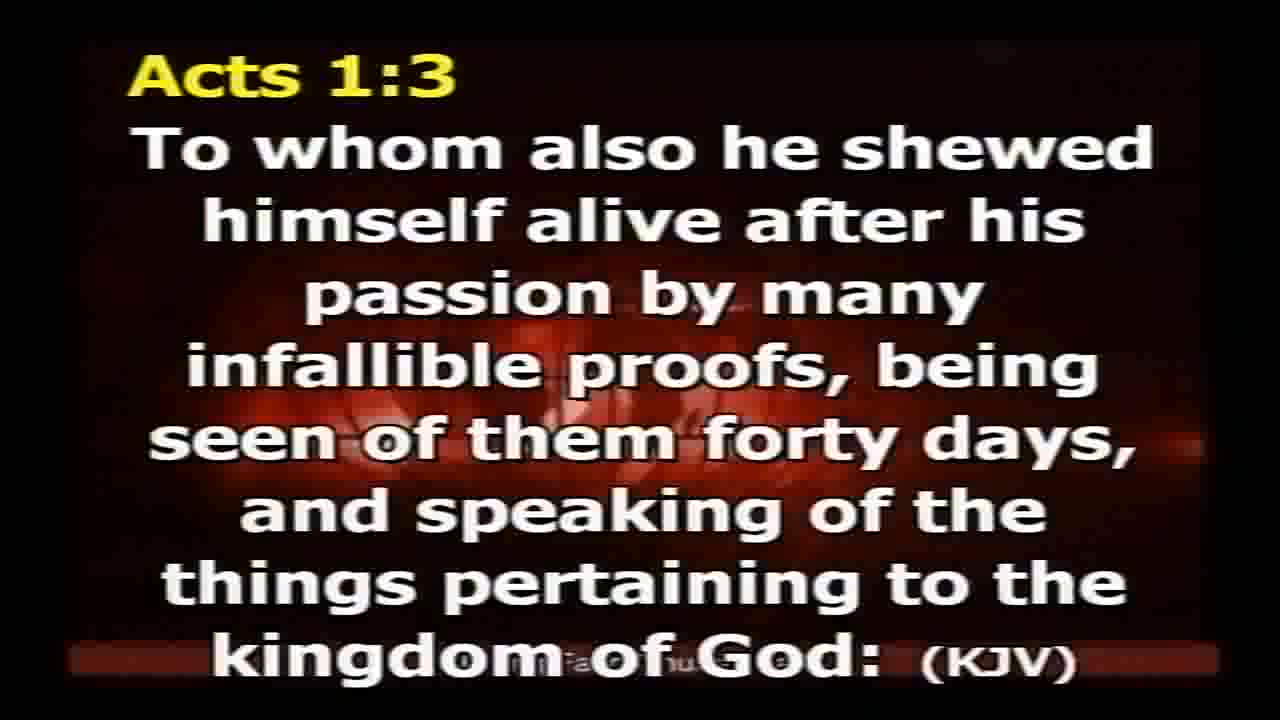 Acts 1:3
To whom also he shewed
himself alive after his
passion by many
infallible proofs, being
seen of them forty days,
and speaking of the
things pertaining to the
kingdom of God: (KJV)